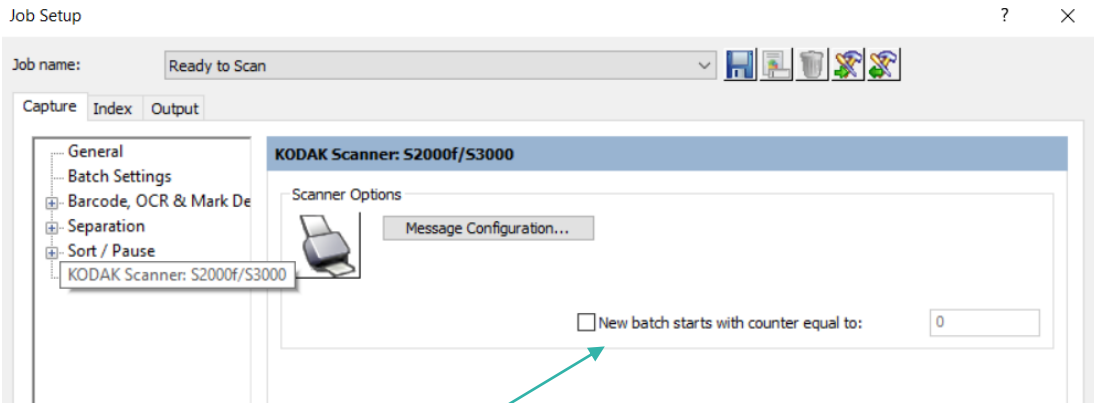 Job Setup ? ×
Job name: Ready to Scan
Capture Index Output
General
Batch Settings
Barcode, OCR & Mark De
Separation
Sort / Pause
KODAK Scanner: S2000f/S3000
KODAK Scanner: S2000f/S3000
Scanner Options
Message Configuration...
New batch starts with counter equal to: 0